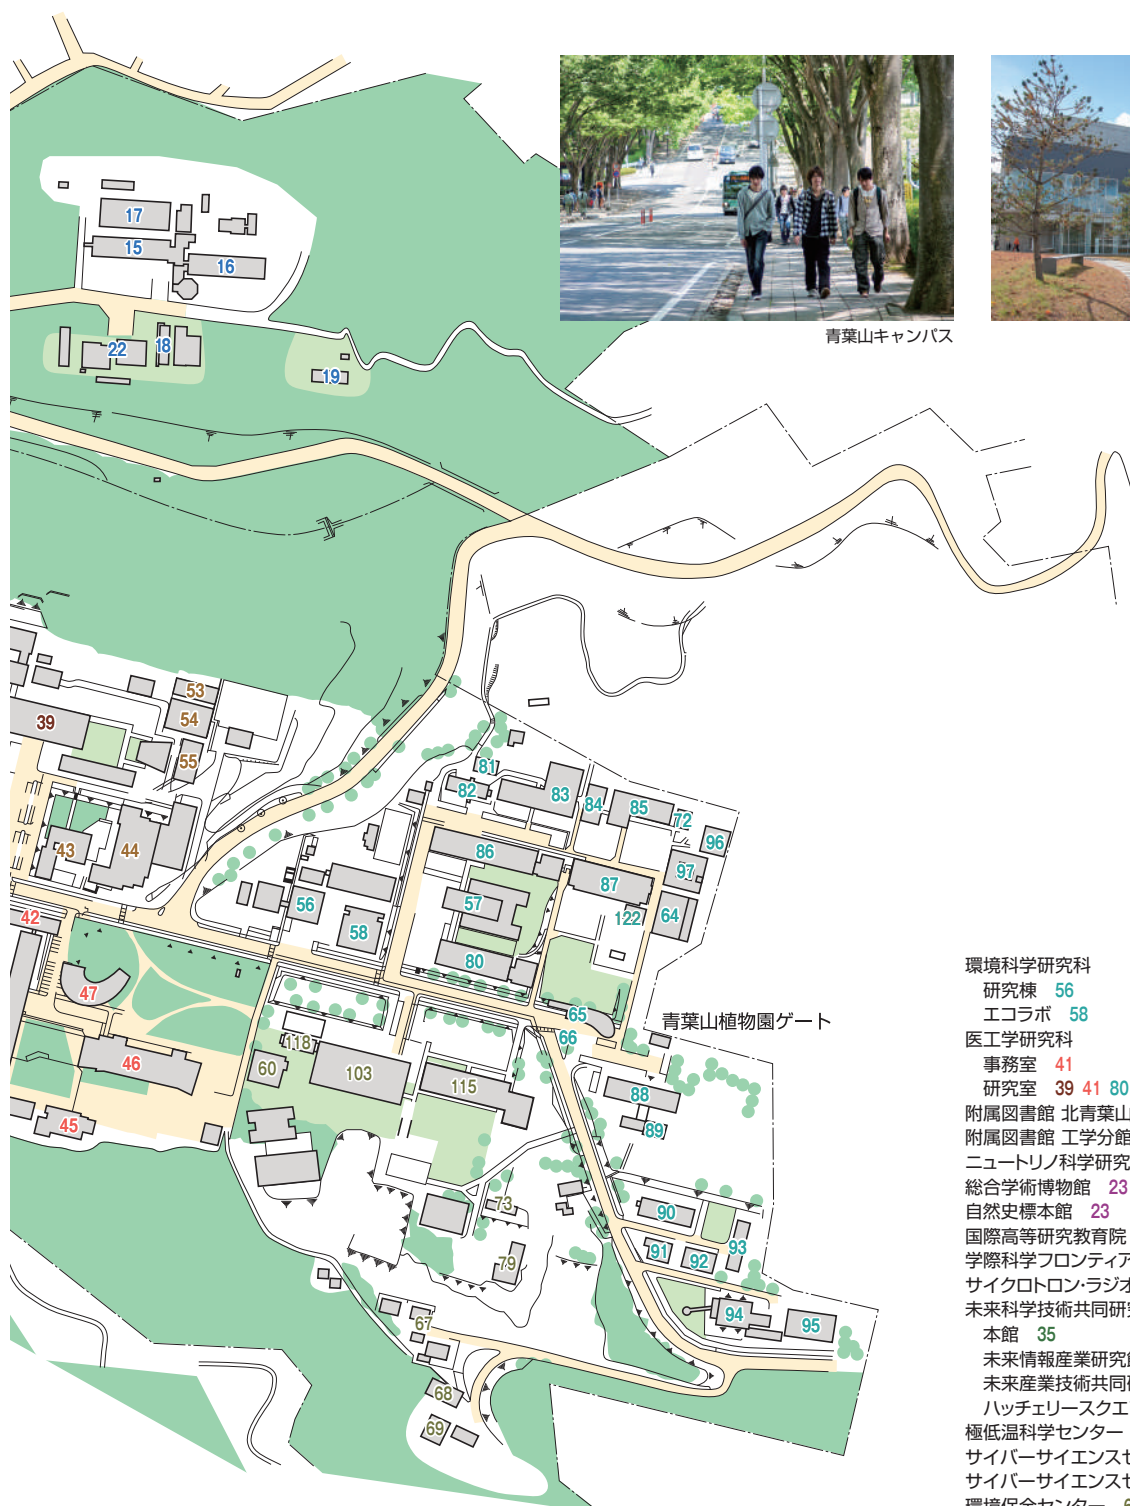 青葉山キャンパス
17
15
16
22
18
19
53
54
39
55
81
82
83
84
85
72
96
43
44
86
97
87
57
56
122
64
42
58
80
47
65
66
青葉山植物園ゲート
118
60
103
46
115
88
45
89
73
90
91
92
93
79
94
95
67
68
69
環境科学研究科
研究棟 56
エコラボ 58
医工学研究科
事務室 41
研究室 39 41 80
附属図書館 北青葉山
附属図書館 工学分館
ニュートリノ科学研究
総合学術博物館 23
自然史標本館 23
国際高等研究教育院
学際科学フロンティア
サイクロトロン・ラジオ
未来科学技術共同研究
本館 35
未来情報産業研究館
未来産業技術共同研
ハッチェリースクエ
極低温科学センター
サイバーサイエンスセ
サイバーサイエンスセ
環境保全センター